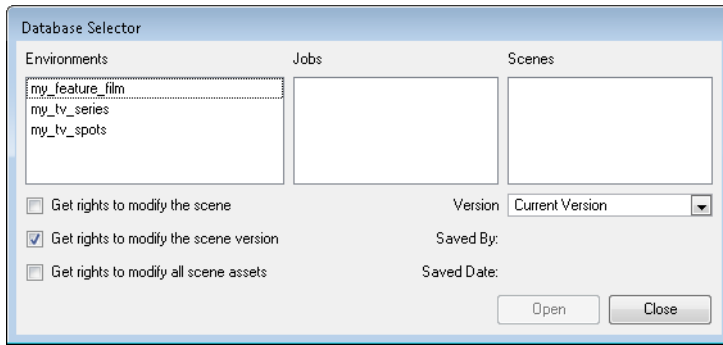 Database Selector
Environments Jobs Scenes
my_feature_film
my_tv_series
my_tv_spots
Get rights to modify the scene Version Current Version
Get rights to modify the scene version Saved By:
Get rights to modify all scene assets Saved Date:
Open Close